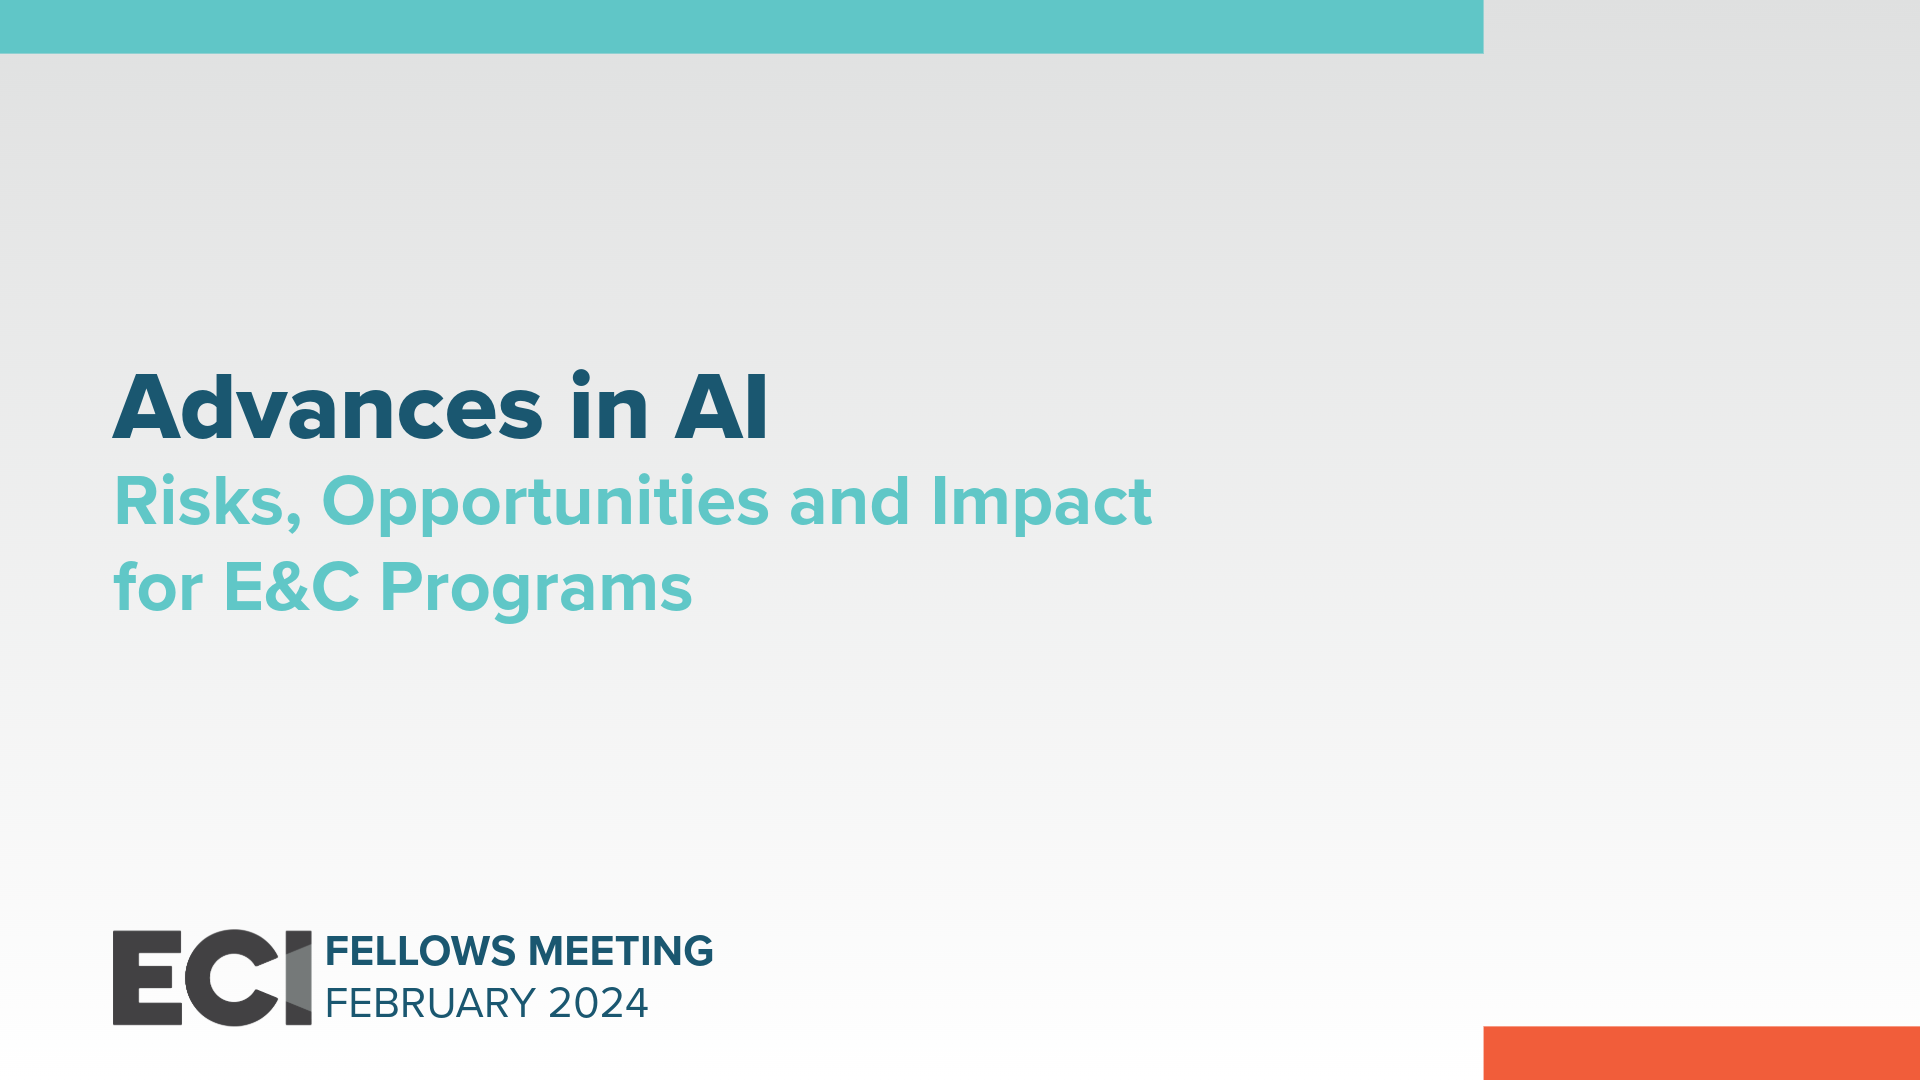 Advances in AI
Risks, Opportunities and Impact
for E&C Programs
ECI
FELLOWS MEETING
FEBRUARY 2024